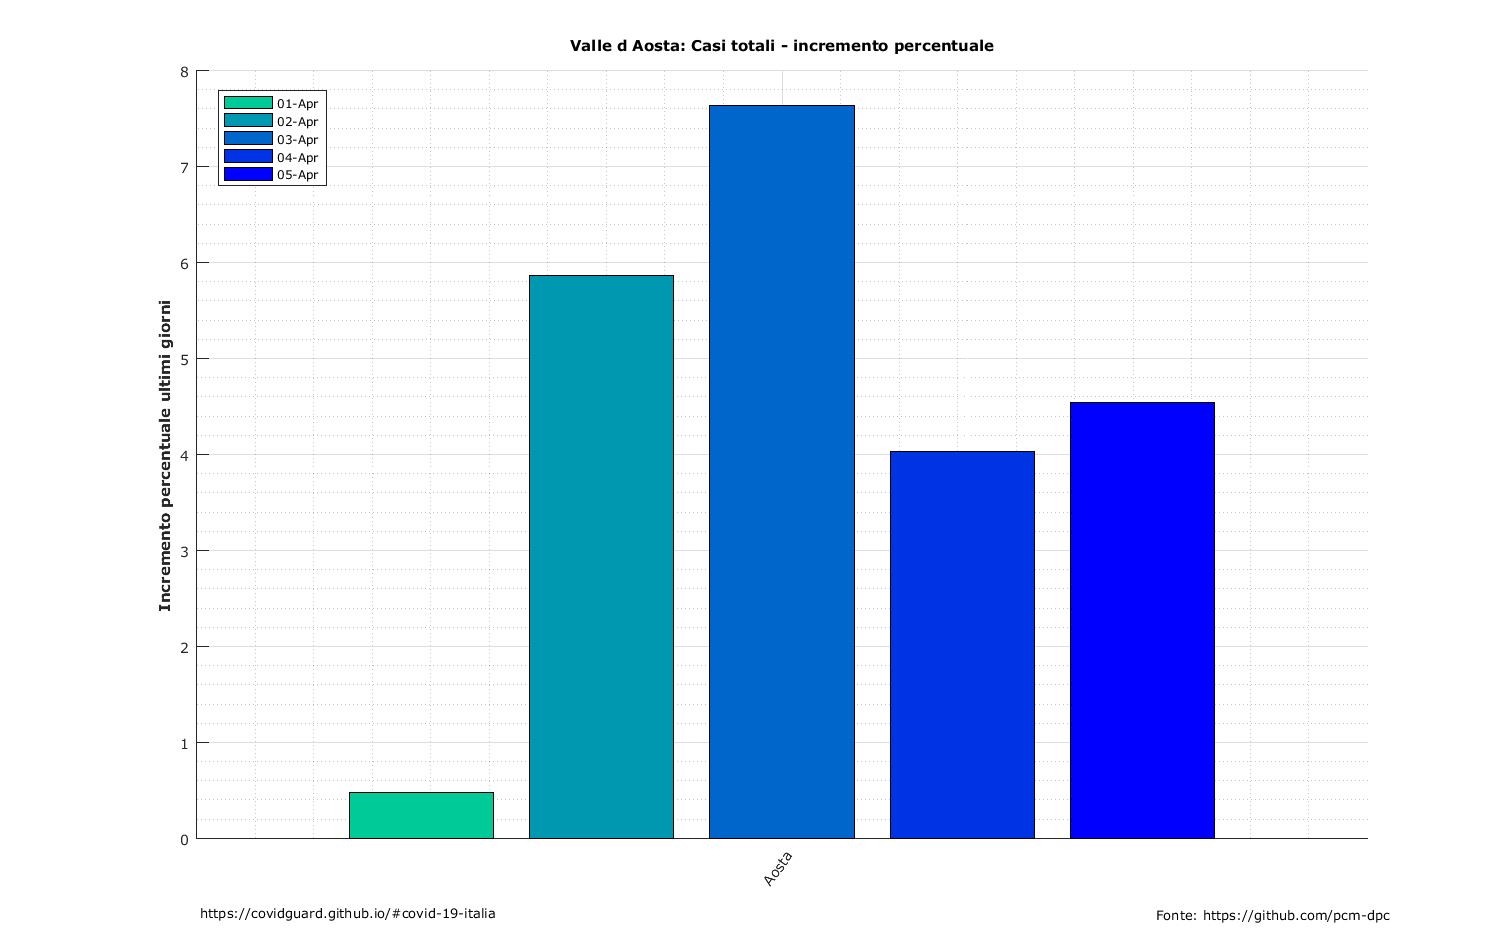 Valle d Aosta: Casi totali - incremento percentuale
8
7
6
5
4
3
2
1
0
01-Apr
02-Apr
03-Apr
04-Apr
05-Apr
Incremento percentuale ultimi giorni
Aosta
https://covidguard.github.io/#covid-19-italia
Fonte: https://github.com/pcm-dpc